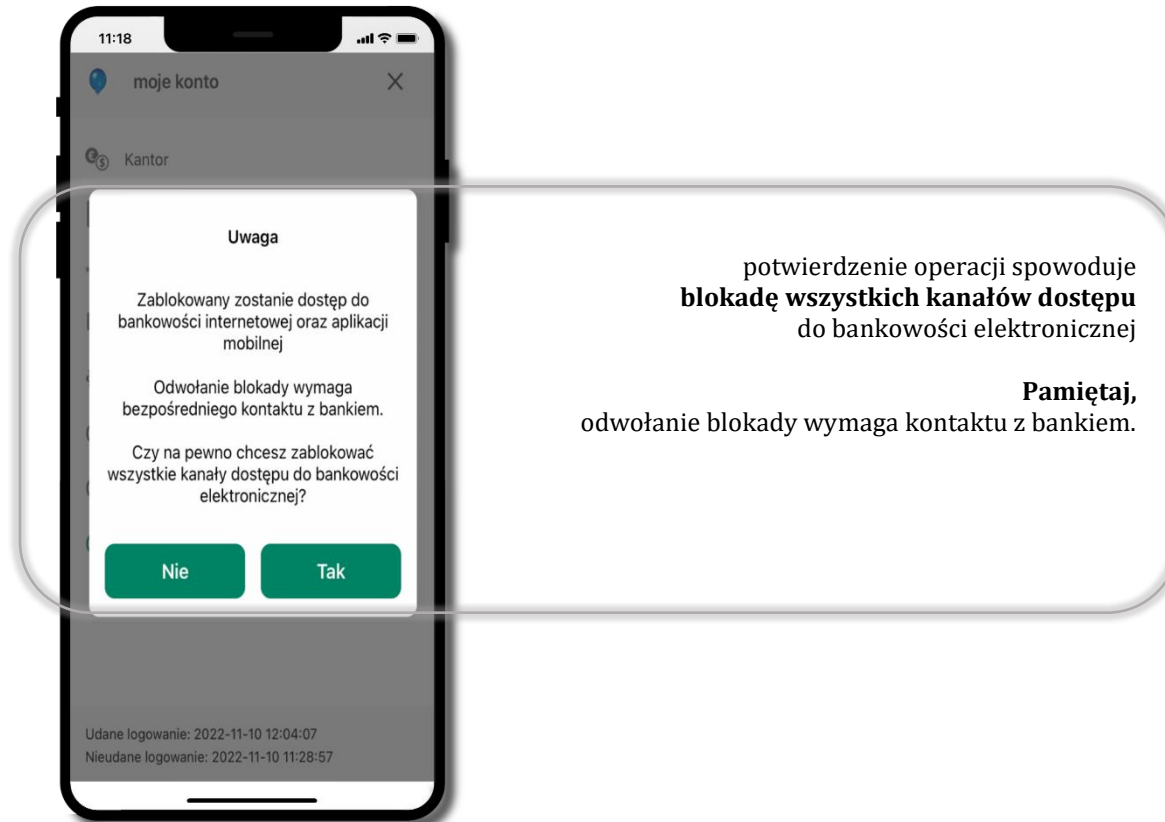 11:18
moje konto
Kantor
Uwaga
Zablokowany zostanie dostęp do
bankowości internetowej oraz aplikacji
mobilnej
Odwołanie blokady wymaga
bezpośredniego kontaktu z bankiem.
Czy na pewno chcesz zablokować
wszystkie kanały dostępu do bankowości
elektronicznej?
Nie Tak
Udane logowanie: 2022-11-10 12:04:07
Nieudane logowanie: 2022-11-10 11:28:57
potwierdzenie operacji spowoduje
blokadę wszystkich kanałów dostępu
do bankowości elektronicznej
Pamiętaj,
odwołanie blokady wymaga kontaktu z bankiem.